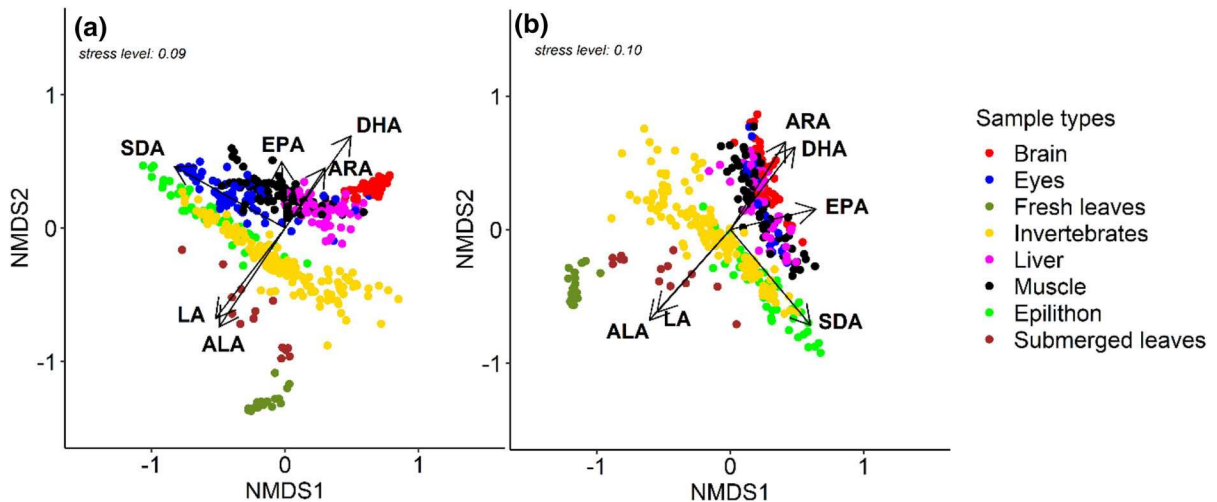 (a)
stress level: 0.09
DHA
EPA
SDA
ARA
LA
ALA
1
0
-1
NMDS2
-1
0
1
NMDS1
(b)
stress level: 0.10
ARA
DHA
EPA
ALA
LA
SDA
1
0
-1
NMDS2
-1
0
1
NMDS1
Sample types
Brain
Eyes
Fresh leaves
Invertebrates
Liver
Muscle
Epilithon
Submerged leaves